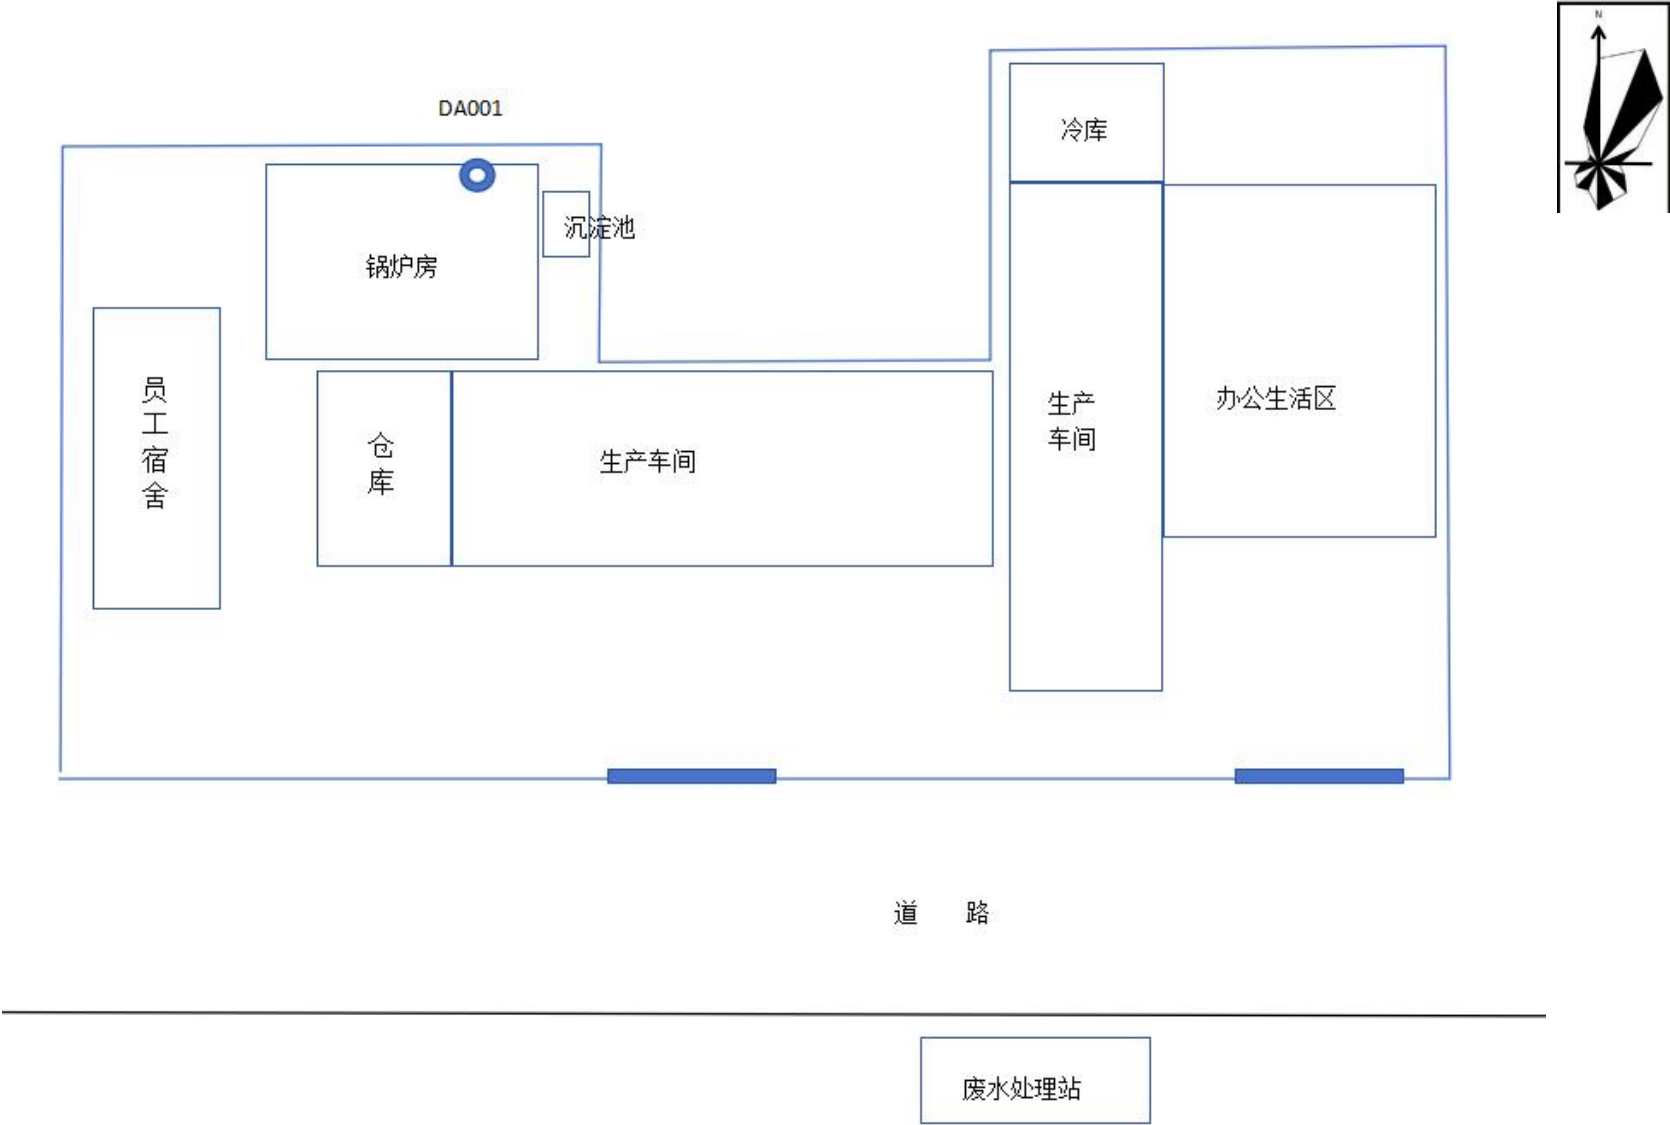 N
DA001
冷库
沉淀池
锅炉房
员
工
宿
舍
仓
库
生产车间
生产
车间
办公生活区
道 路
废水处理站